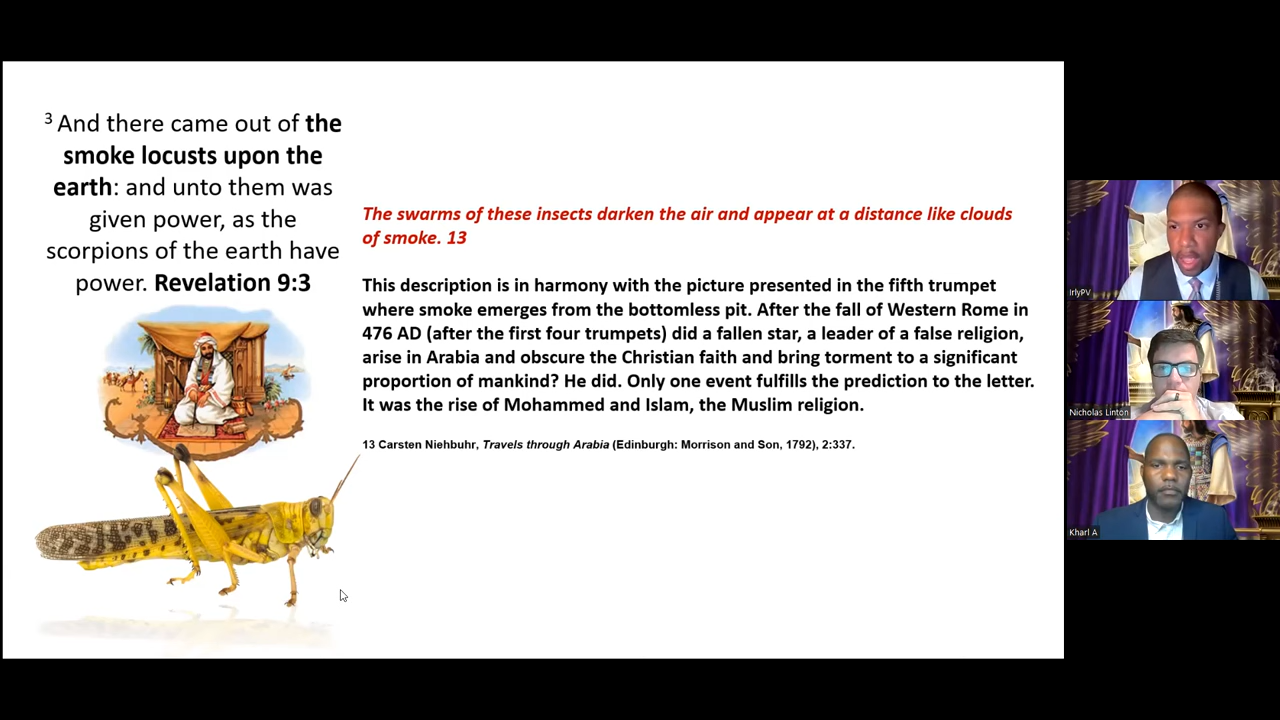 3 And there came out of the
smoke locusts upon the
earth: and unto them was
given power, as the
scorpions of the earth have
power. Revelation 9:3
The swarms of these insects darken the air and appear at a distance like clouds
of smoke. 13
This description is in harmony with the picture presented in the fifth trumpet
where smoke emerges from the bottomless pit. After the fall of Western Rome in
476 AD (after the first four trumpets) did a fallen star, a leader of a false religion,
arise in Arabia and obscure the Christian faith and bring torment to a significant
proportion of mankind? He did. Only one event fulfills the prediction to the letter.
It was the rise of Mohammed and Islam, the Muslim religion.
13 Carsten Niehbuhr, Travels through Arabia (Edinburgh: Morrison and Son, 1792), 2:337.
IrlyPV
Nicholas Linton
Kharl A